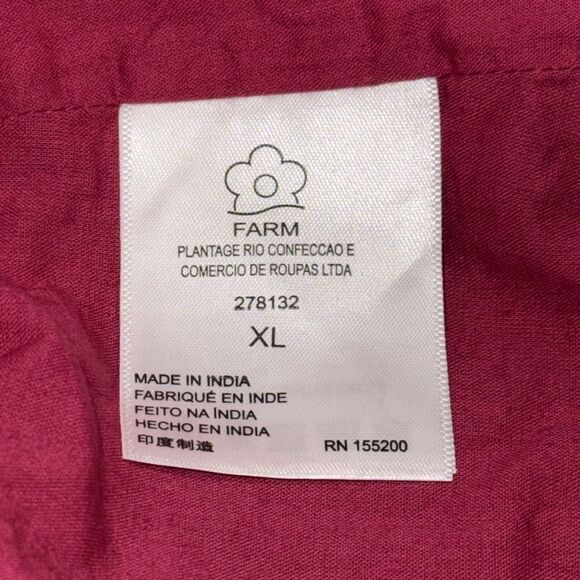 FARM
PLANTAGE RIO CONFECCAO E
COMERCIO DE ROUPAS LTDA
278132
XL
MADE IN INDIA
FABRIQUÉ EN INDE
FEITO NA ÍNDIA
HECHO EN INDIA
印度制造
RN 155200